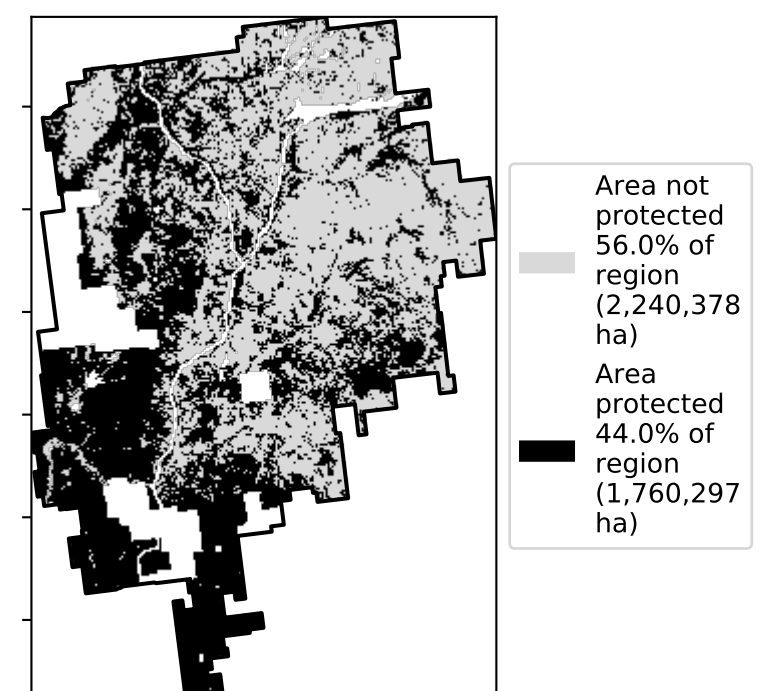 Area not
protected
56.0% of
region
(2,240,378
ha)
Area
protected
44.0% of
region
(1,760,297
ha)